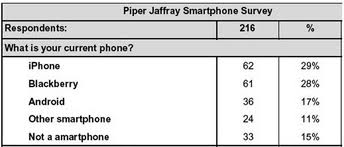 Piper Jaffray Smartphone Survey
Respondents: 216 %
What is your current phone?
iPhone 62 29%
Blackberry 61 28%
Android 36 17%
Other smartphone 24 11%
Not a amartphone 33 15%